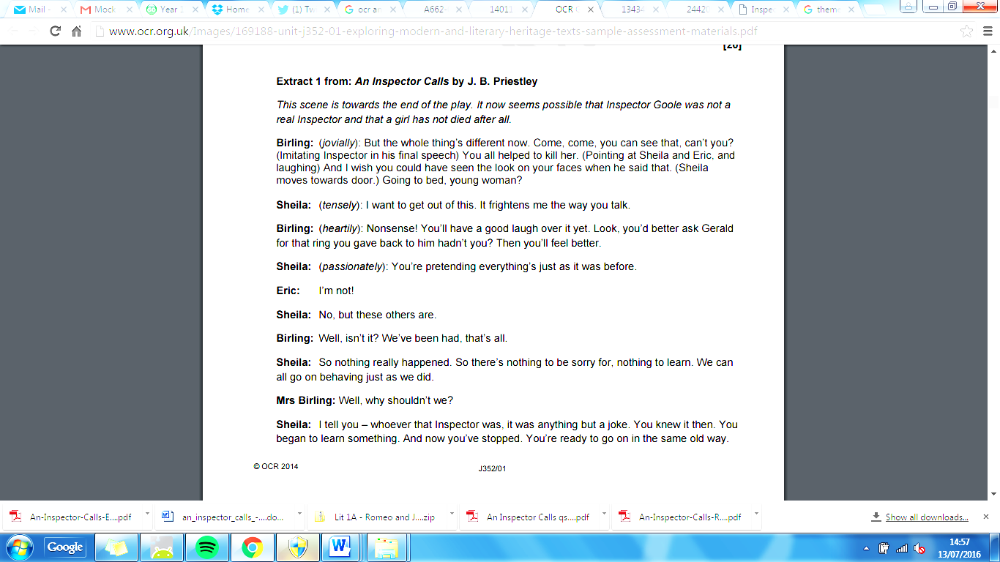 Mail -
Mock
Year
Home
(1) Tw
ocr an
A662-
14011
OCR
1343
2442
Inspe
them
www.ocr.org.uk/Images/169188-unit-j352-01-exploring-modern-and-literary-heritage-texts-sample-assessment-materials.pdf
[20]
Extract 1 from: An Inspector Calls by J. B. Priestley
This scene is towards the end of the play. It now seems possible that Inspector Goole was not a
real Inspector and that a girl has not died after all.
Birling: (jovially): But the whole thing's different now. Come, come, you can see that, can't you?
(Imitating Inspector in his final speech) You all helped to kill her. (Pointing at Sheila and Eric, and
laughing) And I wish you could have seen the look on your faces when he said that. (Sheila
moves towards door.) Going to bed, young woman?
Sheila: (tensely): I want to get out of this. It frightens me the way you talk.
Birling: (heartily): Nonsense! You'll have a good laugh over it yet. Look, you'd better ask Gerald
for that ring you gave back to him hadn't you? Then you'll feel better.
Sheila: (passionately): You're pretending everything's just as it was before.
Eric: I'm not!
Sheila: No, but these others are.
Birling: Well, isn't it? We've been had, that's all.
Sheila: So nothing really happened. So there's nothing to be sorry for, nothing to learn. We can
all go on behaving just as we did.
Mrs Birling: Well, why shouldn't we?
Sheila: I tell you – whoever that Inspector was, it was anything but a joke. You knew it then. You
began to learn something. And now you've stopped. You're ready to go on in the same old way.
© OCR 2014
J352/01
An-Inspector-Calls-E....pdf
an_inspector_calls_-....do...
Lit 1A - Romeo and J....zip
An Inspector Calls qs....pdf
An-Inspector-Calls-R....pdf
Show all downloads...
Google
14:57
13/07/2016